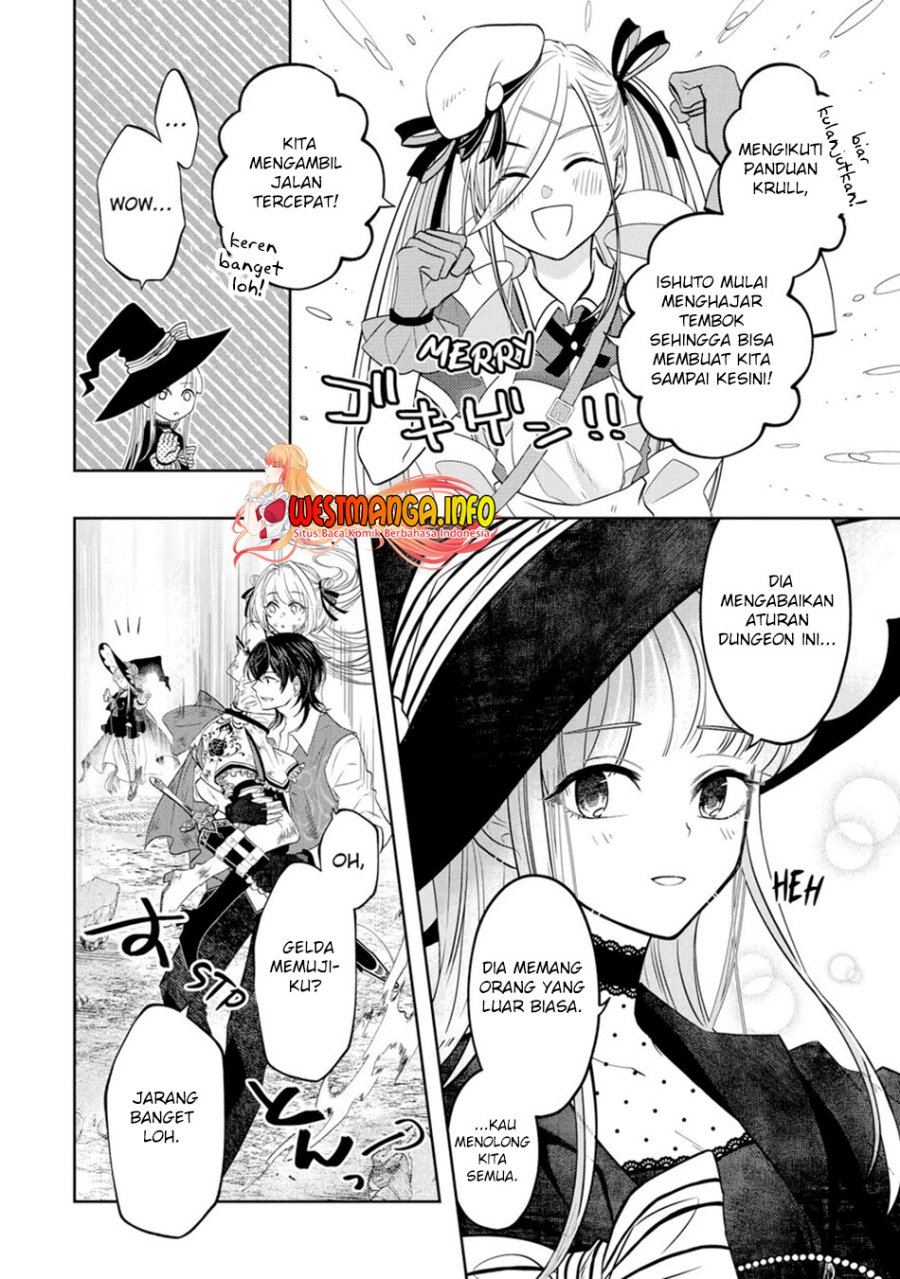 MENGIKUTI
PANDUAN
KRULL,
biar
kulanjutkan!
ISHUTO MULAI
MENGHAJAR
TEMBOK
SEHINGGA BISA
MEMBUAT KITA
SAMPAI KESINI!
KITA
MENGAMBIL
JALAN
TERCEPAT!
keren
banget
loh!
MERRY
ゴキゲン!!
...
WOW...
WESTMANGA.INFO
Situs Baca Komik Berbahasa Indonesia
DIA
MENGABAIKAN
ATURAN
DUNGEON INI...
HEH
DIA MEMANG
ORANG YANG
LUAR BIASA.
...KAU
MENOLONG
KITA
SEMUA.
OH,
GELDA
MEMUJI-
KU?
すとんっ
STP
JARANG
BANGET
LOH.